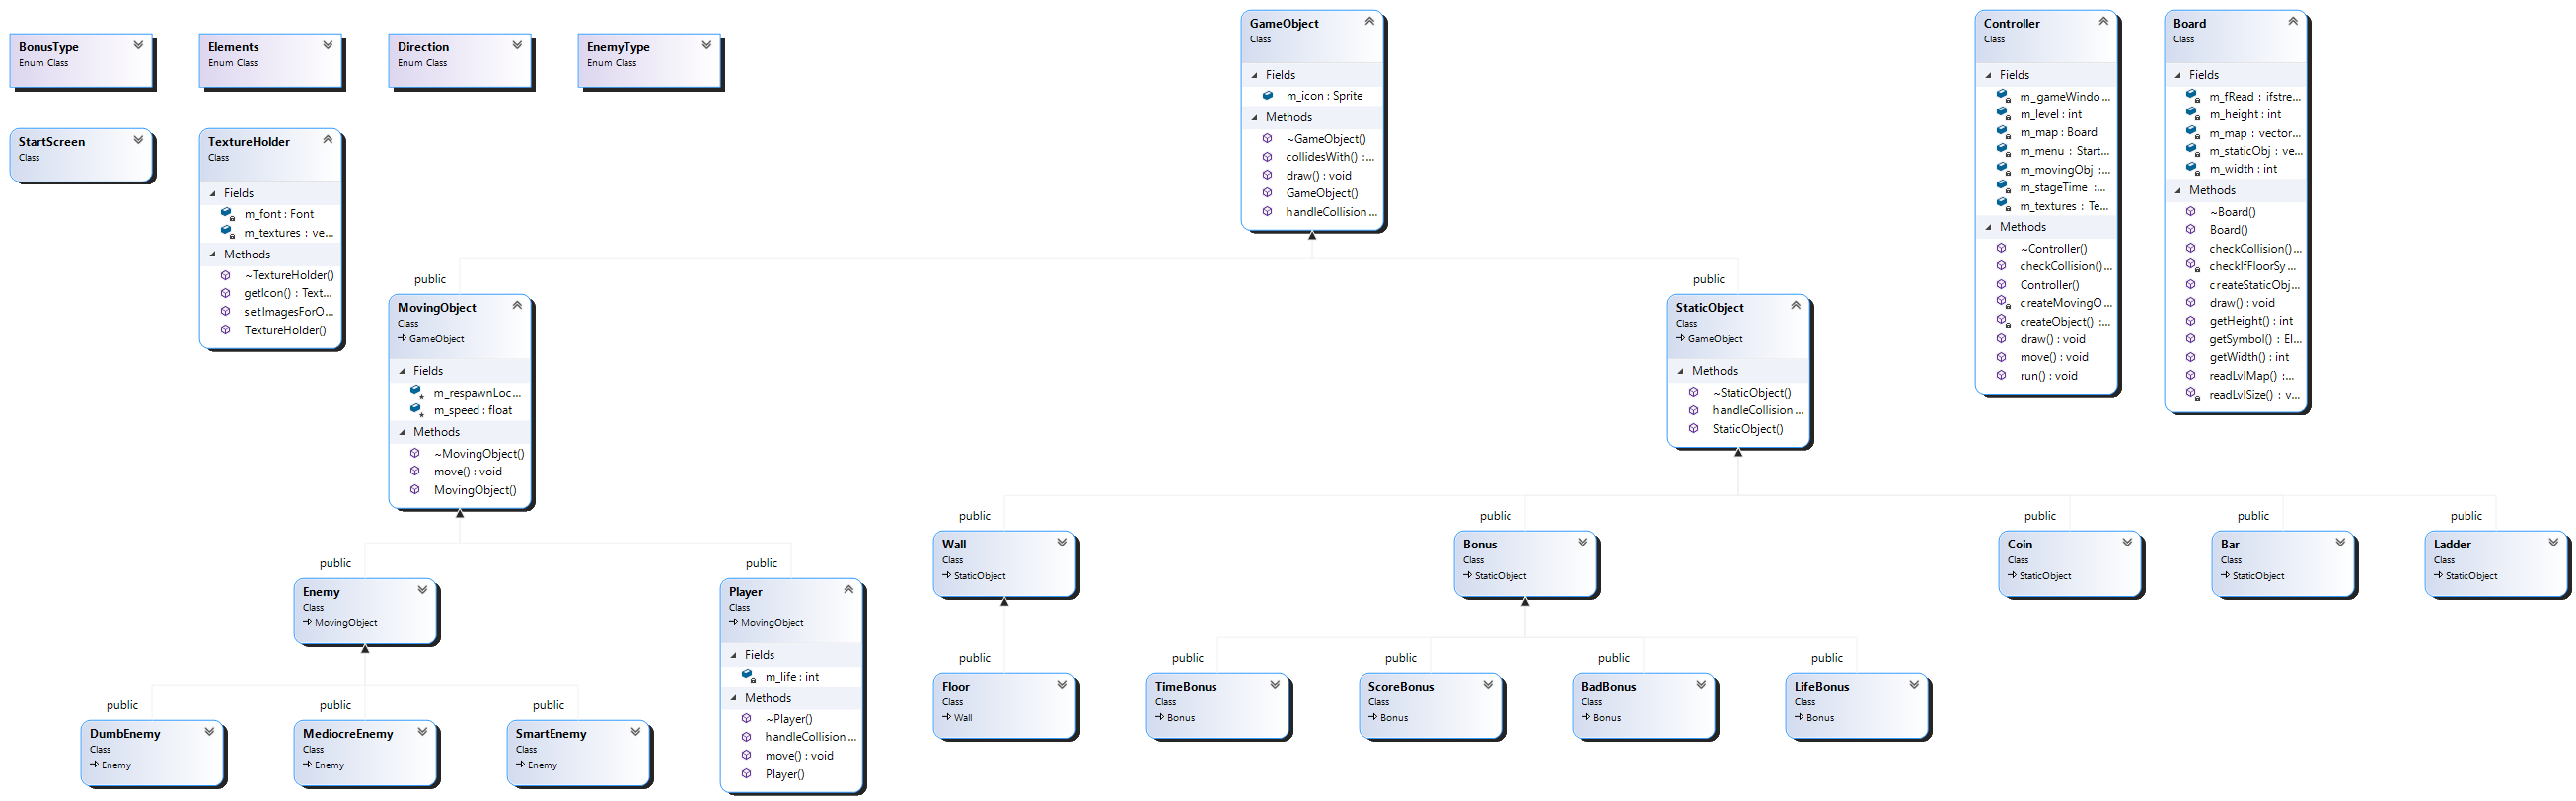 BonusType
Enum Class
Elements
Enum Class
Direction
Enum Class
EnemyType
Enum Class
StartScreen
Class
TextureHolder
Class
Fields
m_font : Font
m_textures : ve...
Methods
~TextureHolder()
getIcon() : Text...
setImagesForO...
TextureHolder()
GameObject
Class
Fields
m_icon : Sprite
Methods
~GameObject()
collidesWith() :...
draw() : void
GameObject()
handleCollision...
Controller
Class
Fields
m_gameWindo...
m_level : int
m_map : Board
m_menu : Start...
m_movingObj :...
m_stageTime :...
m_textures : Te...
Methods
~Controller()
checkCollision()...
Controller()
createMovingO...
createObject() :...
draw() : void
move() : void
run() : void
Board
Class
Fields
m_fRead : ifstre...
m_height : int
m_map : vector...
m_staticObj : ve...
m_width : int
Methods
~Board()
Board()
checkCollision()...
checkIfFloorSy...
createStaticObj...
draw() : void
getHeight() : int
getSymbol() : El...
getWidth() : int
readLvlMap() :...
readLvlSize() : v...
public
MovingObject
Class
GameObject
Fields
m_respawnLoc...
m_speed : float
Methods
~MovingObject()
move() : void
MovingObject()
public
StaticObject
Class
GameObject
Methods
~StaticObject()
handleCollision...
StaticObject()
public
Enemy
Class
MovingObject
public
Player
Class
MovingObject
Fields
m_life : int
Methods
~Player()
handleCollision...
move() : void
Player()
public
Wall
Class
StaticObject
public
Bonus
Class
StaticObject
public
Coin
Class
StaticObject
public
Bar
Class
StaticObject
public
Ladder
Class
StaticObject
public
DumbEnemy
Class
Enemy
public
MediocreEnemy
Class
Enemy
public
SmartEnemy
Class
Enemy
public
Floor
Class
Wall
public
TimeBonus
Class
Bonus
public
ScoreBonus
Class
Bonus
public
BadBonus
Class
Bonus
public
LifeBonus
Class
Bonus